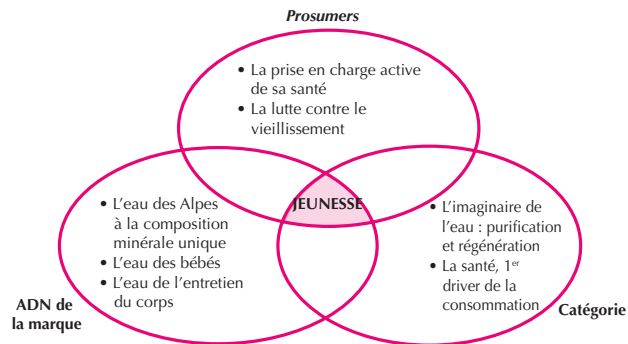 Prosumers
• La prise en charge active
de sa santé
• La lutte contre le
vieillissement
JEUNESSE
• L’eau des Alpes
à la composition
minérale unique
• L’eau des bébés
• L’eau de l’entretien
du corps
ADN de
la marque
• L’imaginaire de
l’eau : purification
et régénération
• La santé, 1er
driver de la
consommation
Catégorie